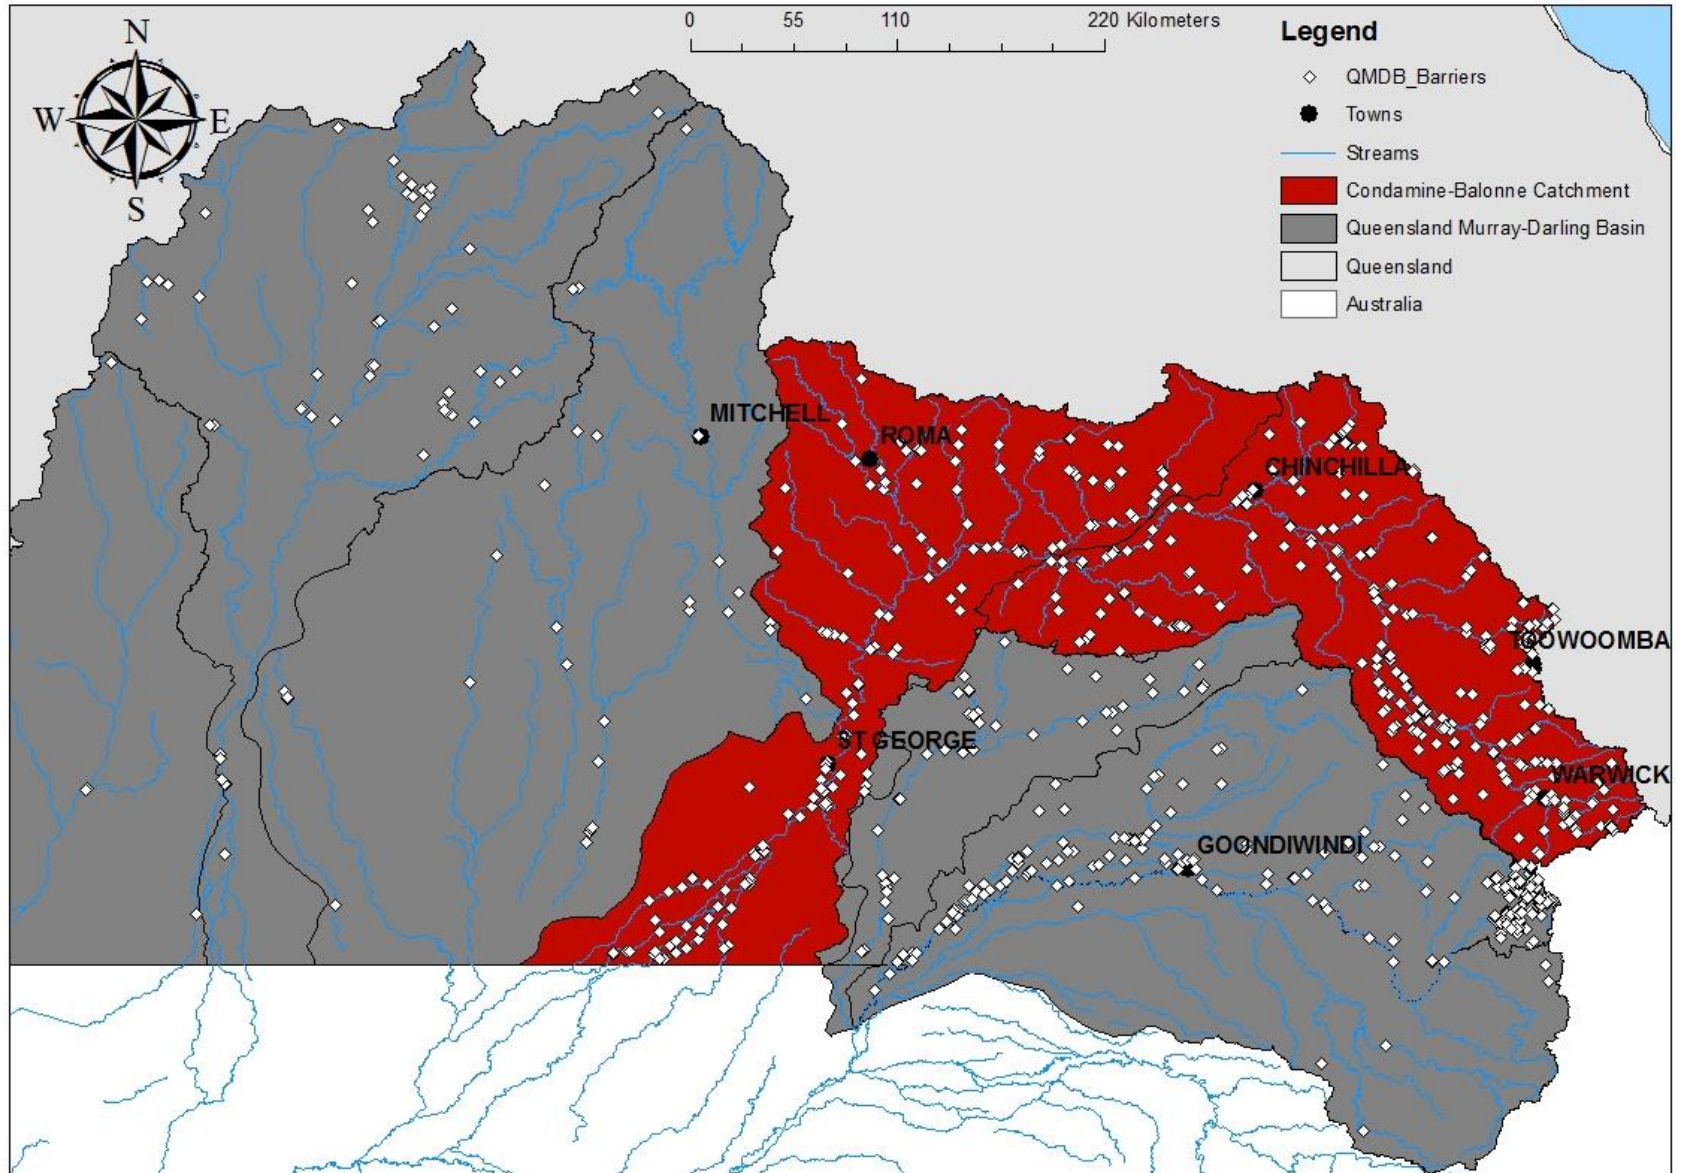 0 55 110 220 Kilometers
Legend
N
W E
S
QMDB_Barriers
Towns
Streams
Condamine-Balonne Catchment
Queensland Murray-Darling Basin
Queensland
Australia
MITCHELL
ROMA
CHINCHILLA
TOOWOOMBA
ST GEORGE
WARWICK
GOONDIWINDI